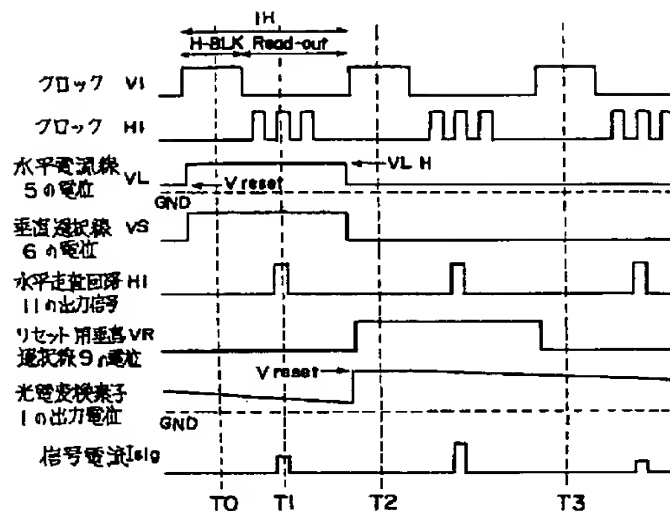 1H
H-BLK Read-out
クロック V1
クロック H1
水平電流線 VL
5の電位
VL H
V reset
GND
垂直選択線 VS
6の電位
水平走査回路 H1
11の出力信号
リセット用垂直 VR
選択線9の電位
V reset
光電変換素子
1の出力電位
GND
信号電流Isig
T0 T1 T2 T3